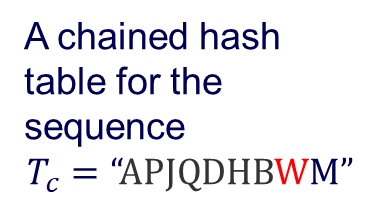 A chained hash
table for the
sequence
T_c = “APJQDHBWM”